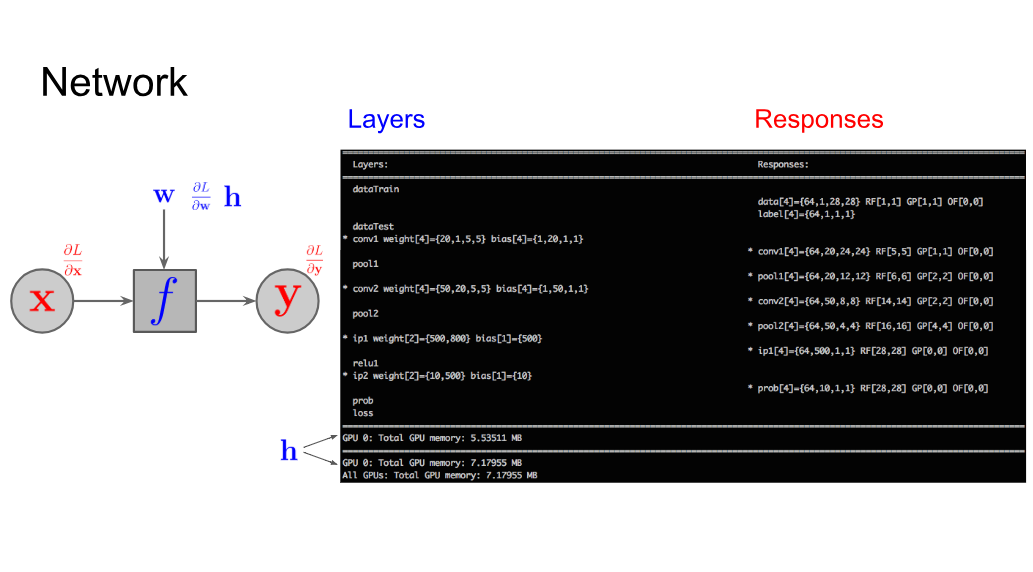 Network
Layers
Responses
w ∂L/∂w h
∂L/∂x
∂L/∂y
x
f
y
Layers: Responses:
dataTrain
data[4]={64,1,28,28} RF[1,1] GP[1,1] OF[0,0]
label[4]={64,1,1,1}
dataTest
* conv1 weight[4]={20,1,5,5} bias[4]={1,20,1,1}
* conv1[4]={64,20,24,24} RF[5,5] GP[1,1] OF[0,0]
pool1
* pool1[4]={64,20,12,12} RF[6,6] GP[2,2] OF[0,0]
* conv2 weight[4]={50,20,5,5} bias[4]={1,50,1,1}
* conv2[4]={64,50,8,8} RF[14,14] GP[2,2] OF[0,0]
pool2
* pool2[4]={64,50,4,4} RF[16,16] GP[4,4] OF[0,0]
* ip1 weight[2]={500,800} bias[1]={500}
* ip1[4]={64,500,1,1} RF[28,28] GP[0,0] OF[0,0]
relu1
* ip2 weight[2]={10,500} bias[1]={10}
* prob[4]={64,10,1,1} RF[28,28] GP[0,0] OF[0,0]
prob
loss
GPU 0: Total GPU memory: 5.53511 MB
h
GPU 0: Total GPU memory: 7.17955 MB
All GPUs: Total GPU memory: 7.17955 MB